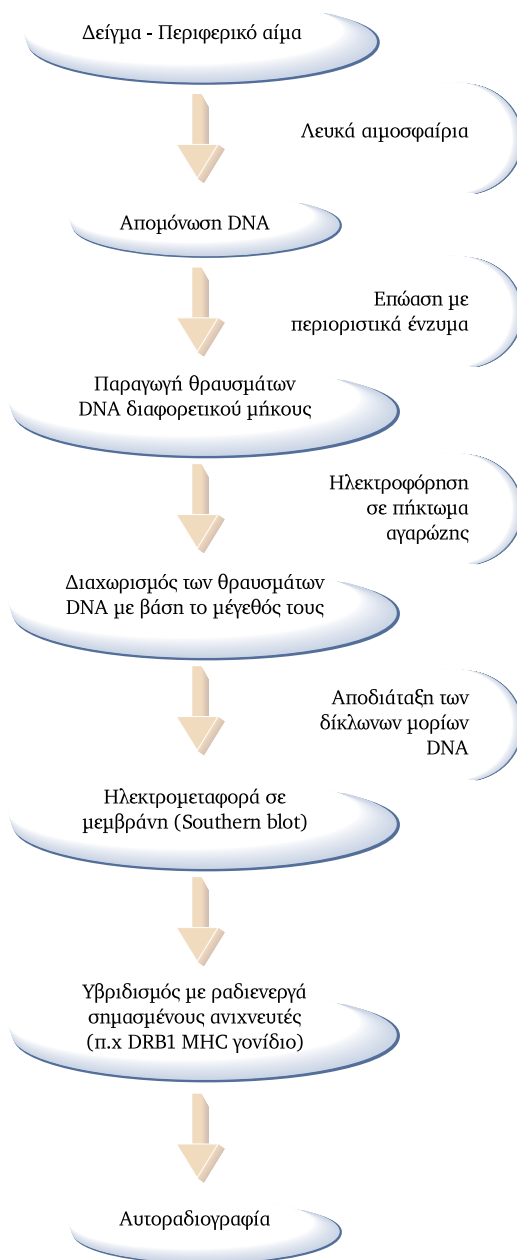 Δείγμα - Περιφερικό αίμα
Λευκά αιμοσφαίρια
Απομόνωση DNA
Επώαση με
περιοριστικά ένζυμα
Παραγωγή θραυσμάτων
DNA διαφορετικού μήκους
Ηλεκτροφόρηση
σε πήκτωμα
αγαρώζης
Διαχωρισμός των θραυσμάτων
DNA με βάση το μέγεθός τους
Αποδιάταξη των
δίκλωνων μορίων
DNA
Ηλεκτρομεταφορά σε
μεμβράνη (Southern blot)
Υβριδισμός με ραδιενεργά
σημασμένους ανιχνευτές
(π.χ DRB1 MHC γονίδιο)
Αυτοραδιογραφία